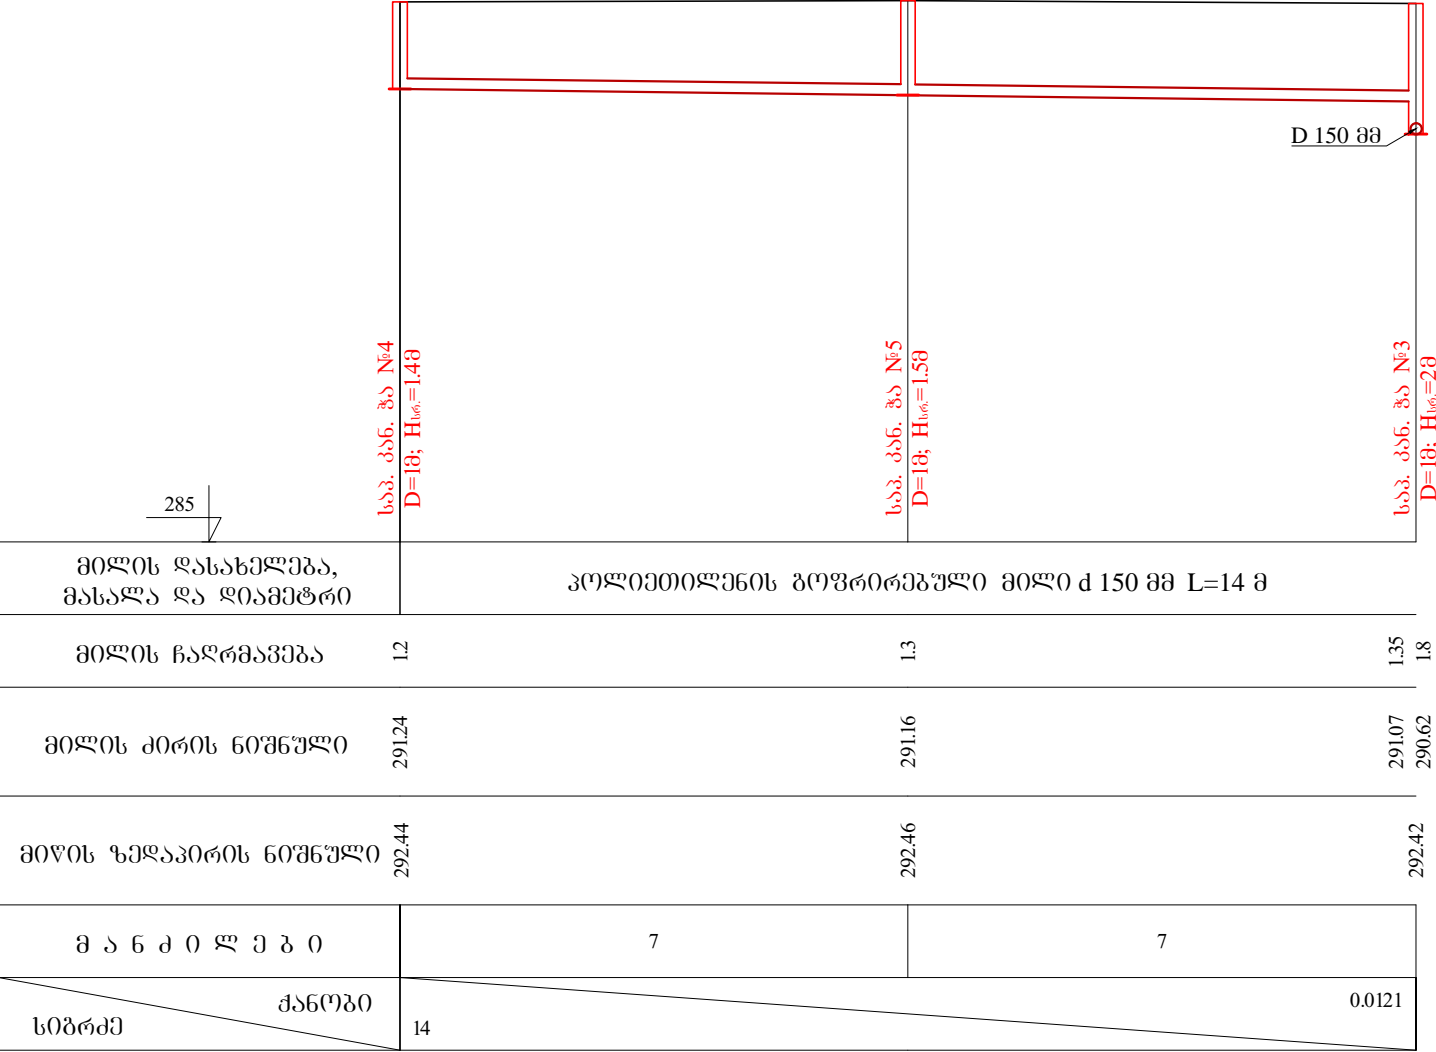 D 150 მმ
საპ. კან. ჭა №4
D=1მ; Hსრ.=1.4მ
საპ. კან. ჭა №5
D=1მ; Hსრ.=1.5მ
საპ. კან. ჭა №3
D=1მ; Hსრ.=2მ
285
მილის დასახელება,
მასალა და დიამეტრი
პოლიეთილენის გოფრირებული მილი d 150 მმ L=14 მ
მილის ჩაღრმავება
1.2
1.3
1.35
1.8
მილის ძირის ნიშნული
291.24
291.16
291.07
290.62
მიწის ზედაპირის ნიშნული
292.44
292.46
292.42
მ ა ნ ძ ი ლ ე ბ ი
7
7
ქანობი
სიგრძე
14
0.0121